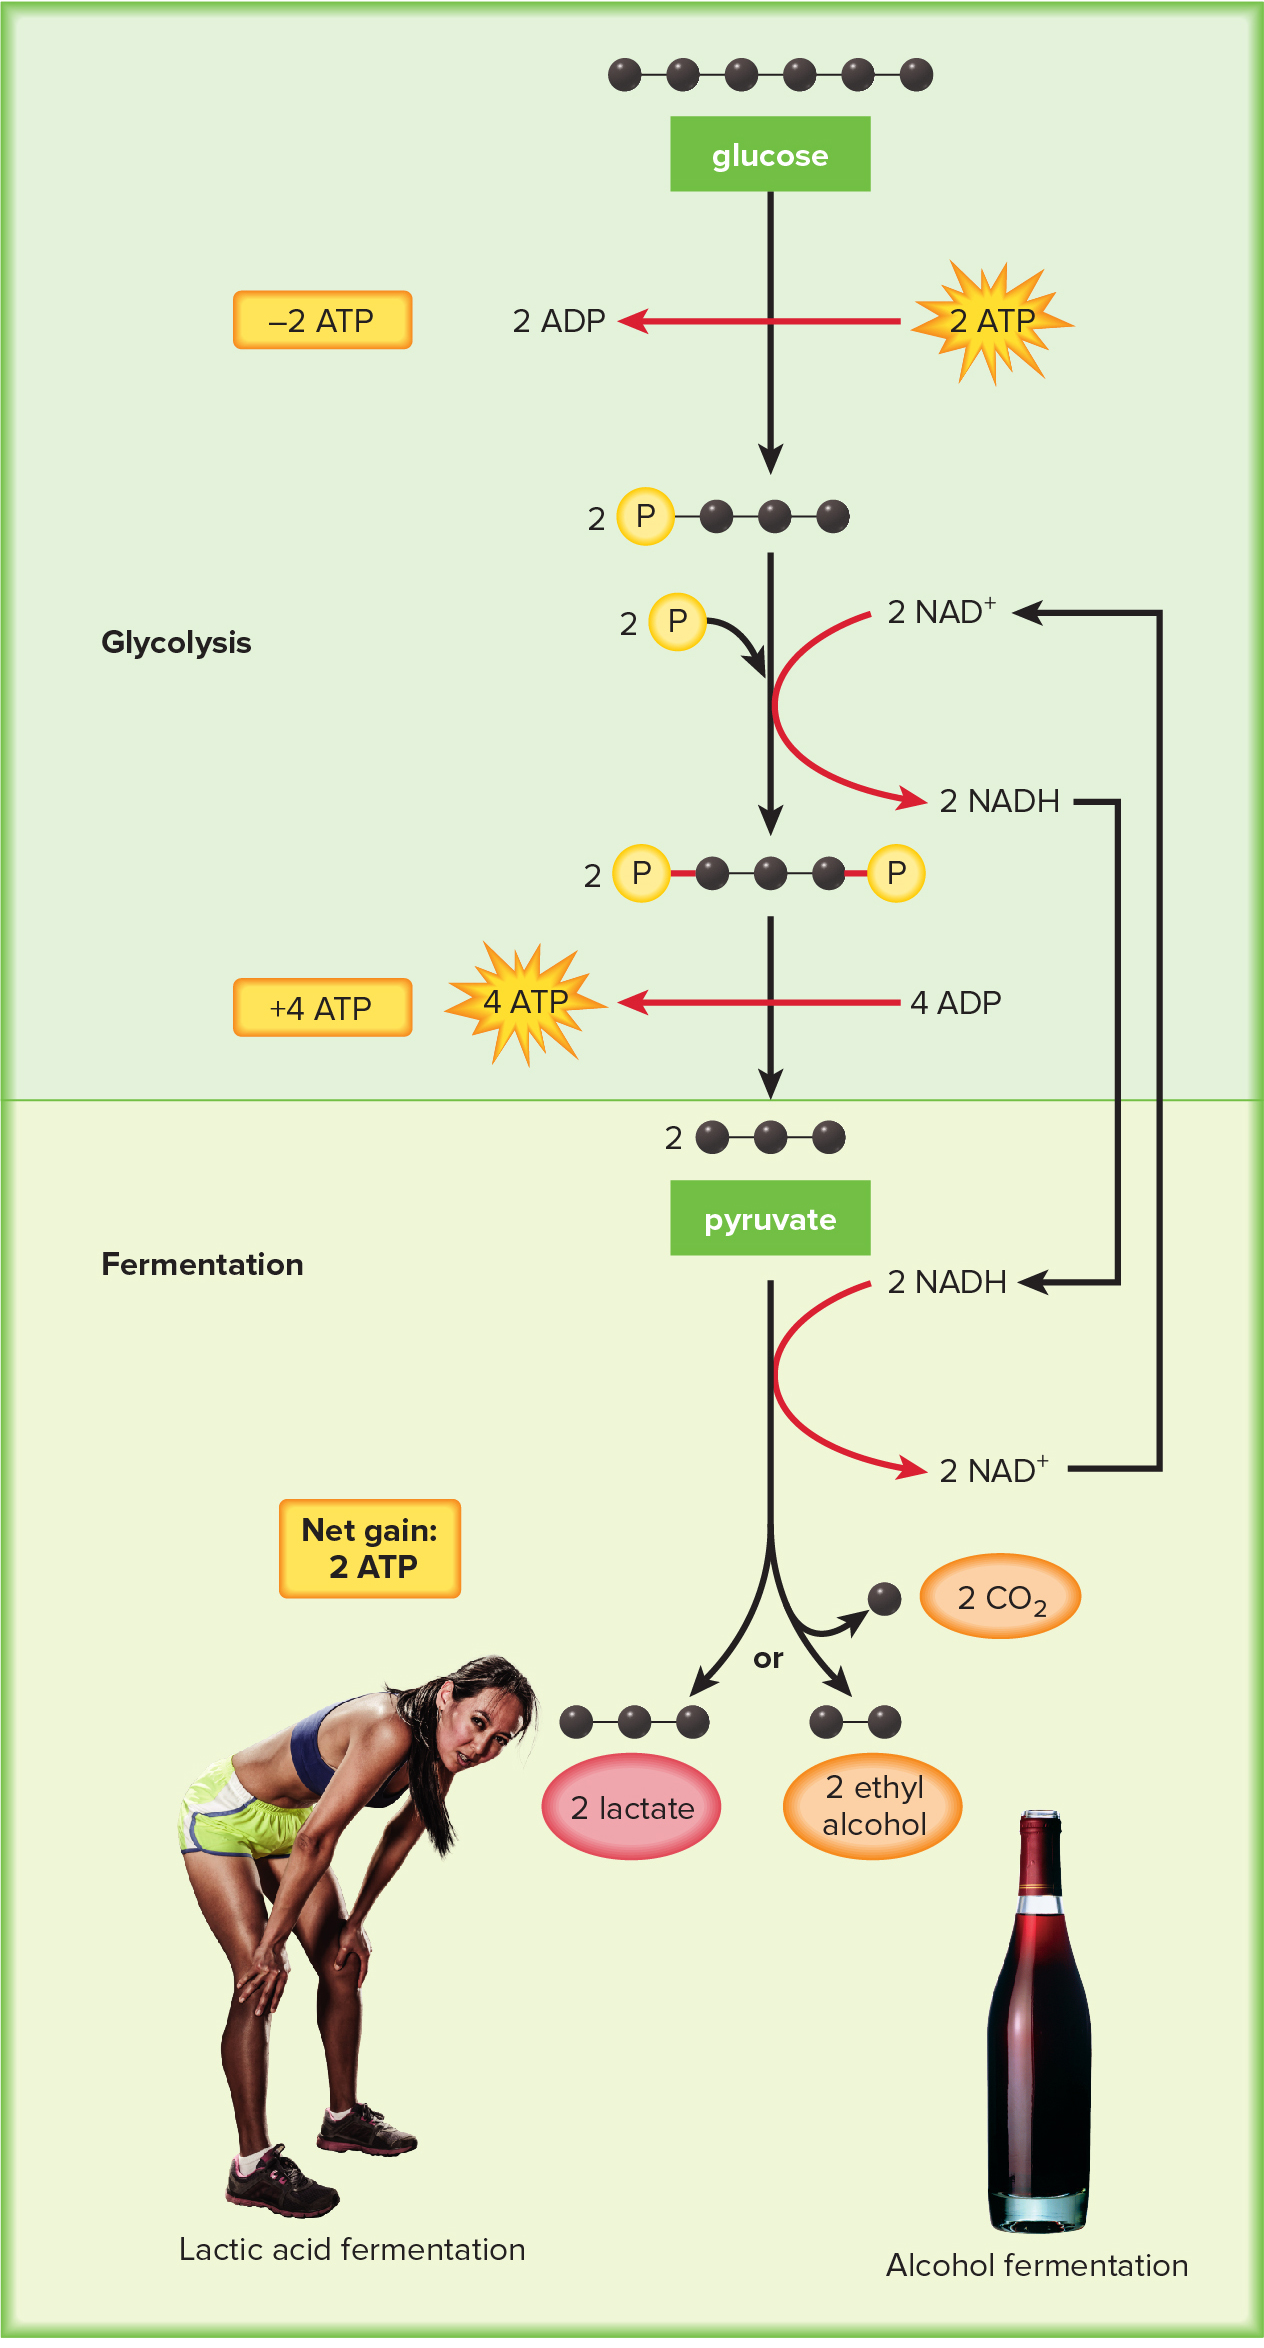 glucose
–2 ATP
2 ADP
2 ATP
2 P
2 P
2 NAD⁺
Glycolysis
2 NADH
2 P P
+4 ATP
4 ATP
4 ADP
2
pyruvate
Fermentation
2 NADH
2 NAD⁺
Net gain:
2 ATP
2 CO₂
or
2 lactate
2 ethyl
alcohol
Lactic acid fermentation
Alcohol fermentation